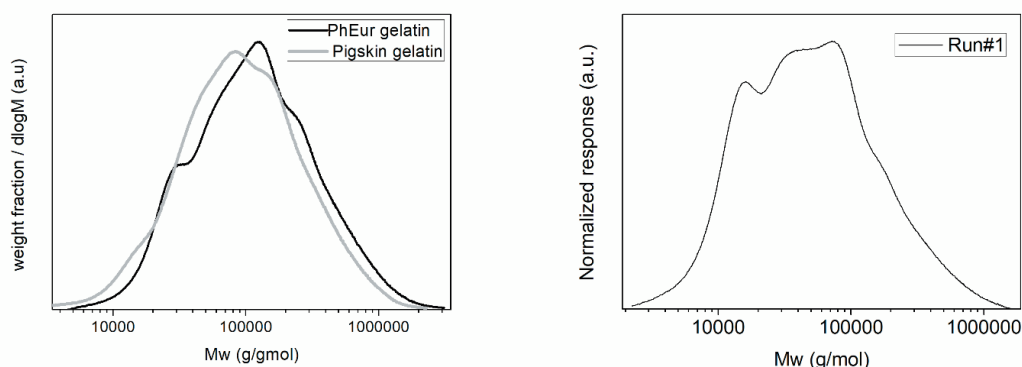 PhEur gelatin
Pigskin gelatin
weight fraction / dlogM (a.u)
10000 100000 1000000
Mw (g/gmol)
Run#1
Normalized response (a.u.)
10000 100000 1000000
Mw (g/mol)